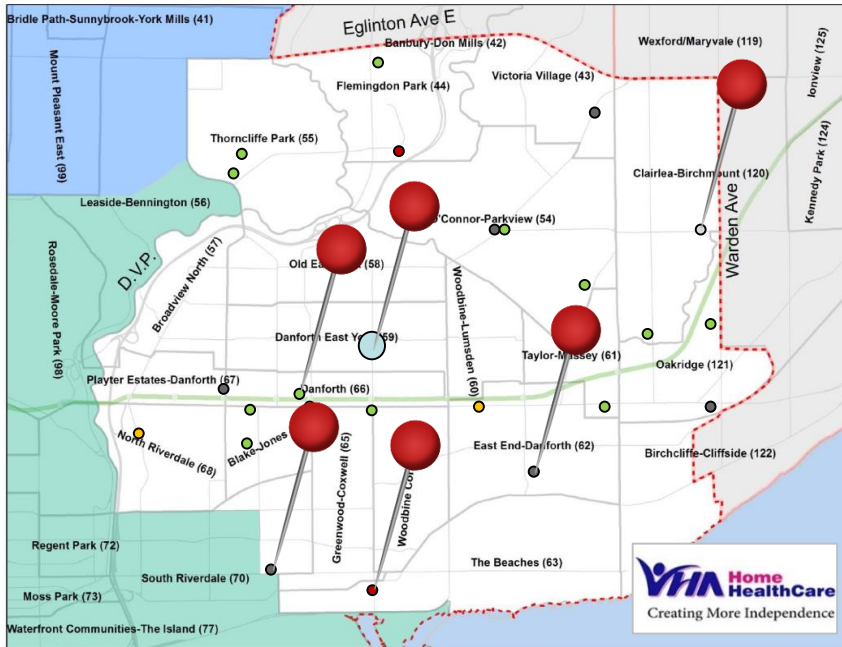 Bridle Path-Sunnybrook-York Mills (41)
Eglinton Ave E
Banbury-Don Mills (42)
Wexford/Maryvale (119)
Ionview (125)
Mount Pleasant East (99)
Flemingdon Park (44)
Victoria Village (43)
Kennedy Park (124)
Thorncliffe Park (55)
Clairlea-Birchmount (120)
Leaside-Bennington (56)
O'Connor-Parkview (54)
Warden Ave
D.V.P.
Broadview North (57)
Old Ea (58)
Rosedale-Moore Park (98)
Woodbine-Lumsden (60)
Danforth East Yo 59)
Taylor-Massey (61)
Oakridge (121)
Playter Estates-Danforth (67)
Danforth (66)
North Riverdale (68)
Blake-Jones
Greenwood-Coxwell (65)
Woodbine Cor
East End-Danforth (62)
Birchcliffe-Cliffside (122)
Regent Park (72)
South Riverdale (70)
The Beaches (63)
Moss Park (73)
Waterfront Communities-The Island (77)
VHA Home
HealthCare
Creating More Independence